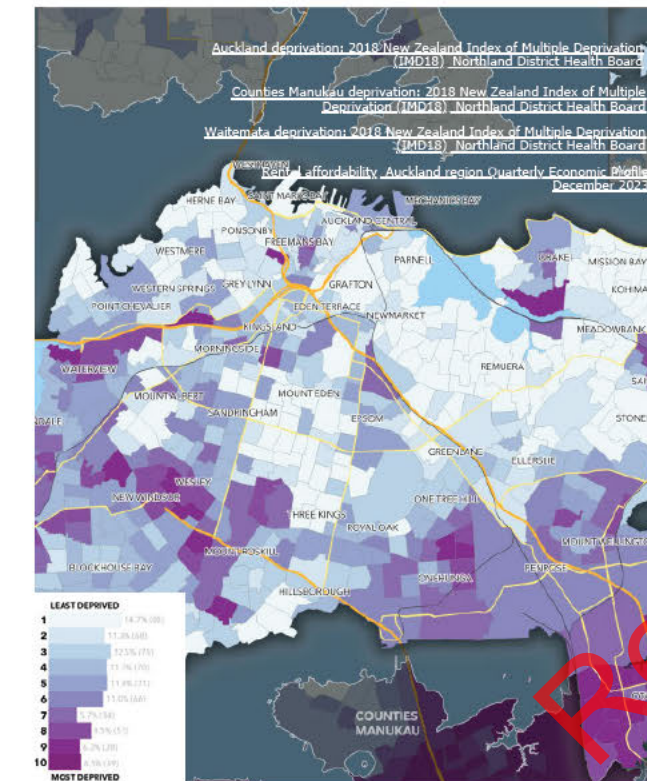 Auckland deprivation: 2018 New Zealand Index of Multiple Deprivation
(IMD18) Northland District Health Board
Counties Manukau deprivation: 2018 New Zealand Index of Multiple
Deprivation (IMD18) Northland District Health Board
Waitemata deprivation: 2018 New Zealand Index of Multiple Deprivation
(IMD18) Northland District Health Board
Rental affordability Auckland region Quarterly Economic Profile
December 2023
HERNE BAY
MECHANICS BAY
AUCKLAND CENTRAL
PONSONBY
FREEMANS BAY
WESTMERE
PARNELL
ORAKEI
MISSION BAY
WESTERN SPRINGS
GREY LYNN
GRAFTON
KOHIMA
POINT CHEVALIER
EDEN TERRACE
NEWMARKET
KINGSLAND
MEADOWBANK
MORNINGSIDE
WATERVIEW
REMUERA
MOUNT ALBERT
MOUNT EDEN
SANDRINGHAM
EPSOM
STONE
GREENLANE
ELLERSLIE
WESLEY
NEW WINDSOR
THREE KINGS
ONE TREE HILL
ROYAL OAK
MOUNT ROSKILL
MOUNT WELLINGTO
BLOCKHOUSE BAY
ONEHUNGA
PENROSE
HILLSBOROUGH
LEAST DEPRIVED
1
2
3
4
5
6
7
8
9
10
MOST DEPRIVED
COUNTIES
MANUKAU